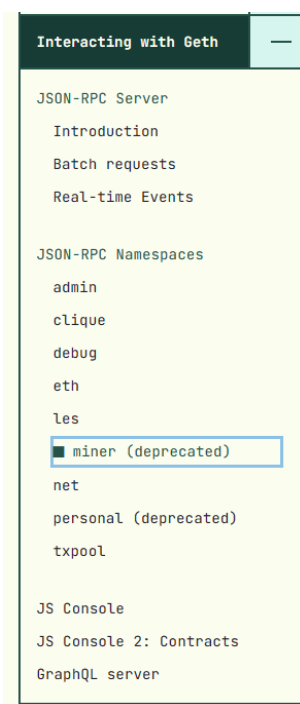 Interacting with Geth
JSON-RPC Server
Introduction
Batch requests
Real-time Events
JSON-RPC Namespaces
admin
clique
debug
eth
les
miner (deprecated)
net
personal (deprecated)
txpool
JS Console
JS Console 2: Contracts
GraphQL server